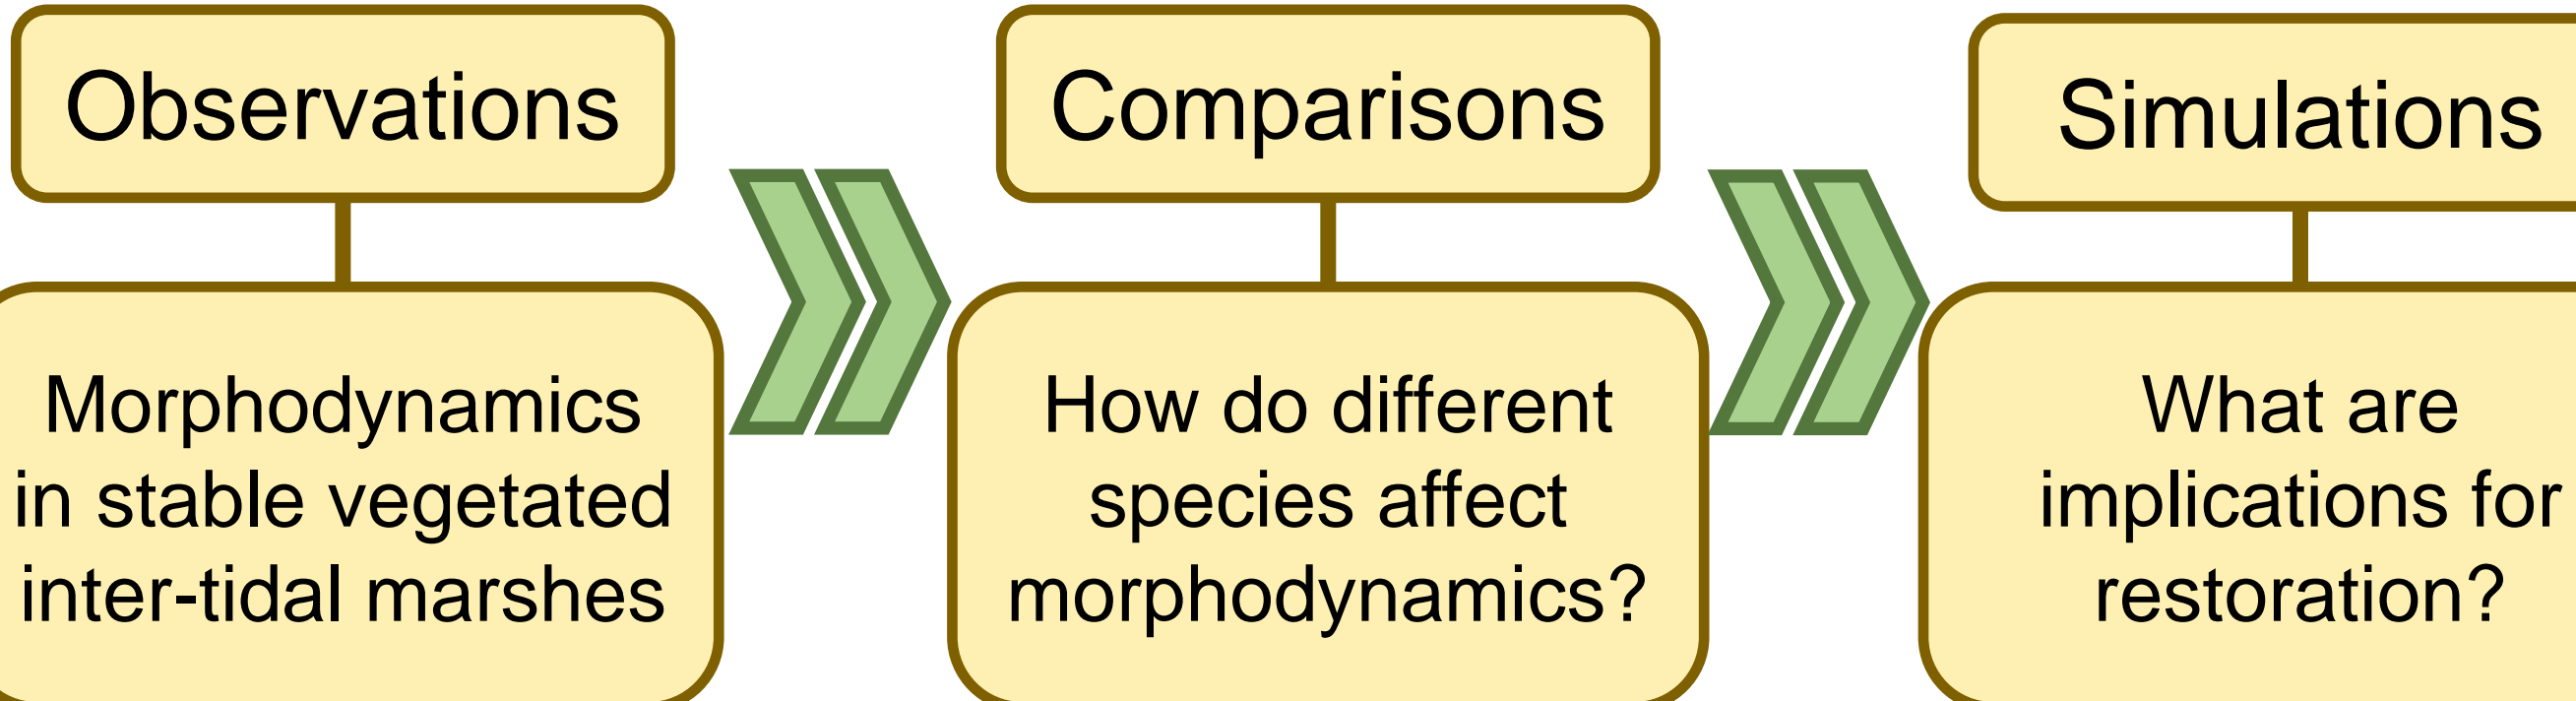 Observations
Comparisons
Simulations
Morphodynamics
in stable vegetated
inter-tidal marshes
How do different
species affect
morphodynamics?
What are
implications for
restoration?